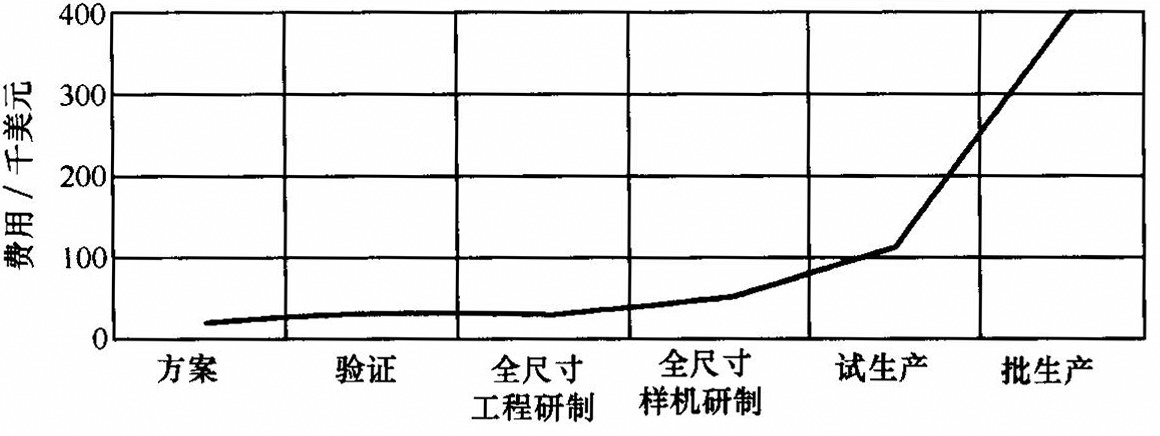 费用/千美元
400
300
200
100
0
方案
验证
全尺寸
工程研制
全尺寸
样机研制
试生产
批生产